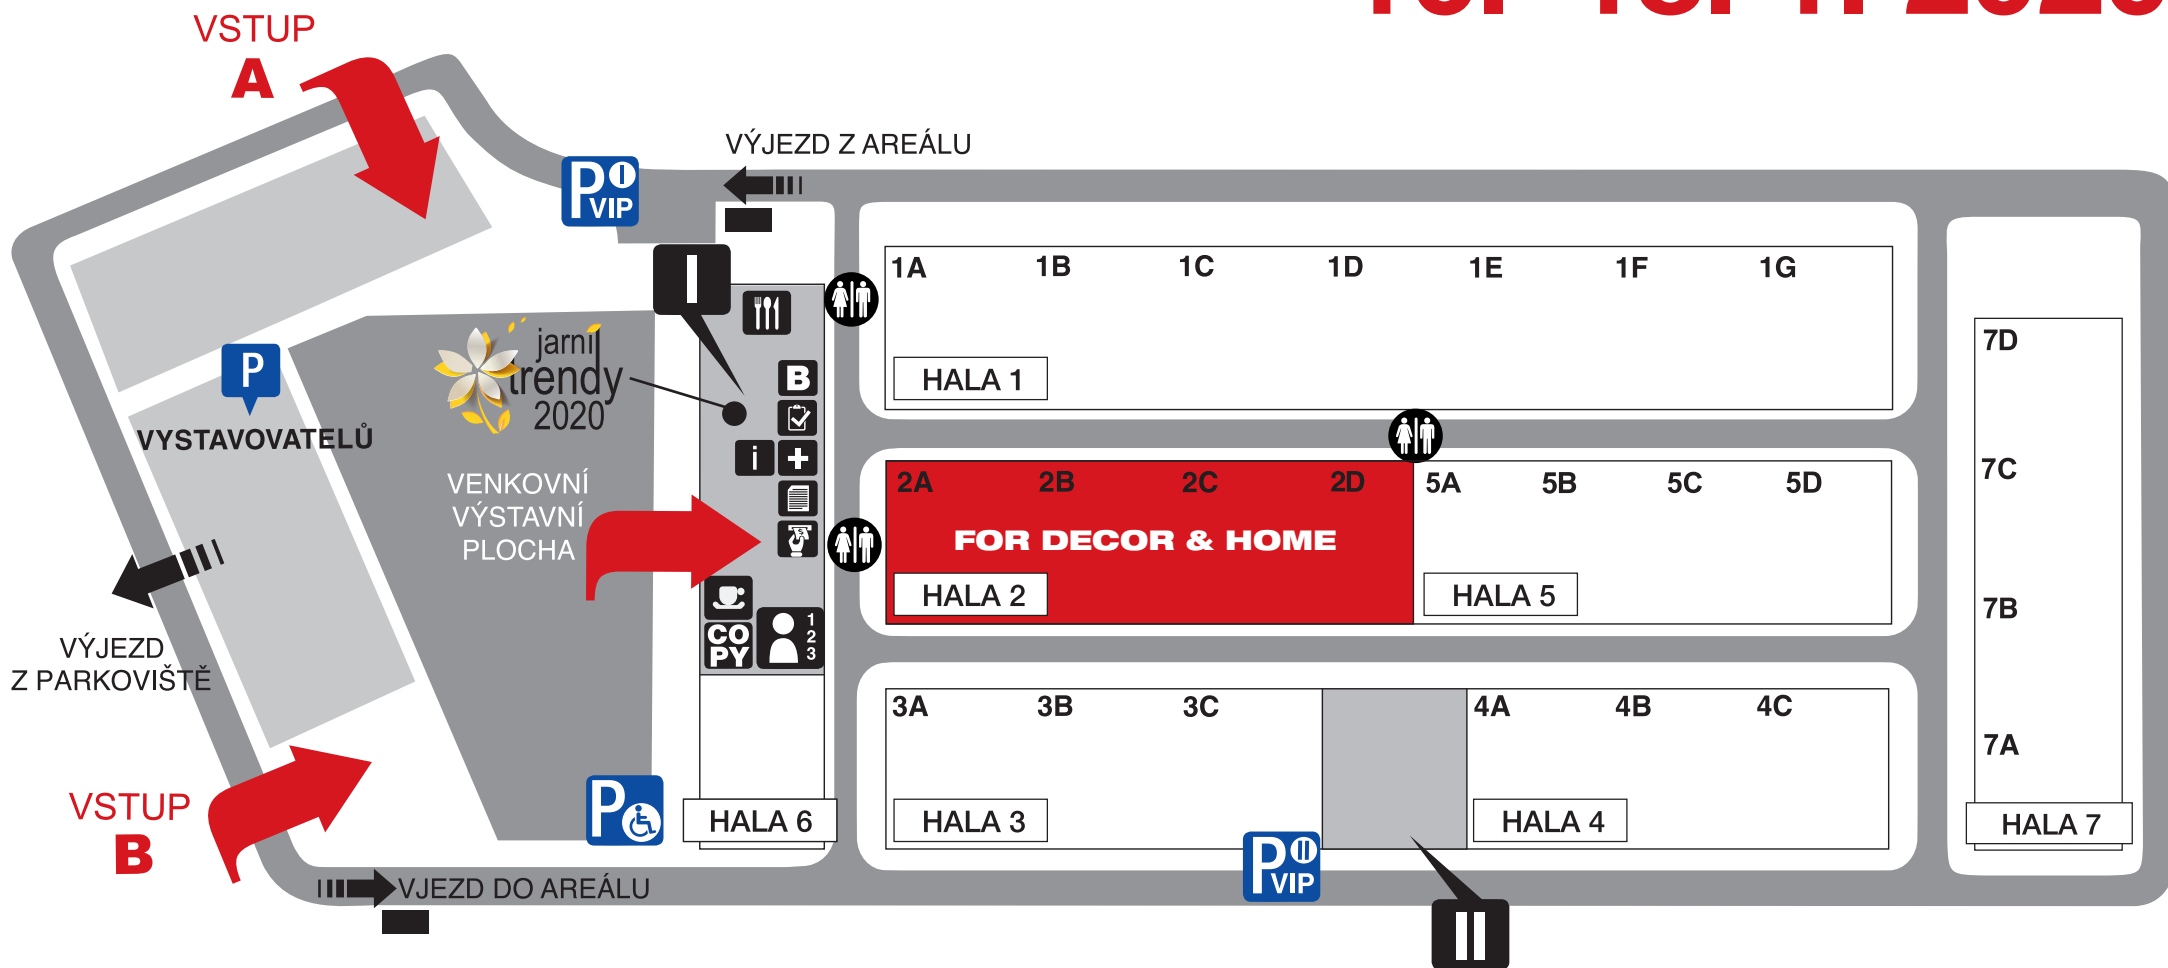 VSTUP
A
VÝJEZD Z AREÁLU
P I
VIP
I
1A 1B 1C 1D 1E 1F 1G
HALA 1
jarní
trendy
2020
P
VYSTAVOVATELŮ
B
i
VENKOVNÍ
VÝSTAVNÍ
PLOCHA
2A 2B 2C 2D 5A 5B 5C 5D
FOR DECOR & HOME
HALA 2 HALA 5
CO
PY
1
2
3
VÝJEZD
Z PARKOVIŠTĚ
3A 3B 3C 4A 4B 4C
HALA 6 HALA 3 HALA 4
7D
7C
7B
7A
HALA 7
VSTUP
B
P
P II
VIP
VJEZD DO AREÁLU
II